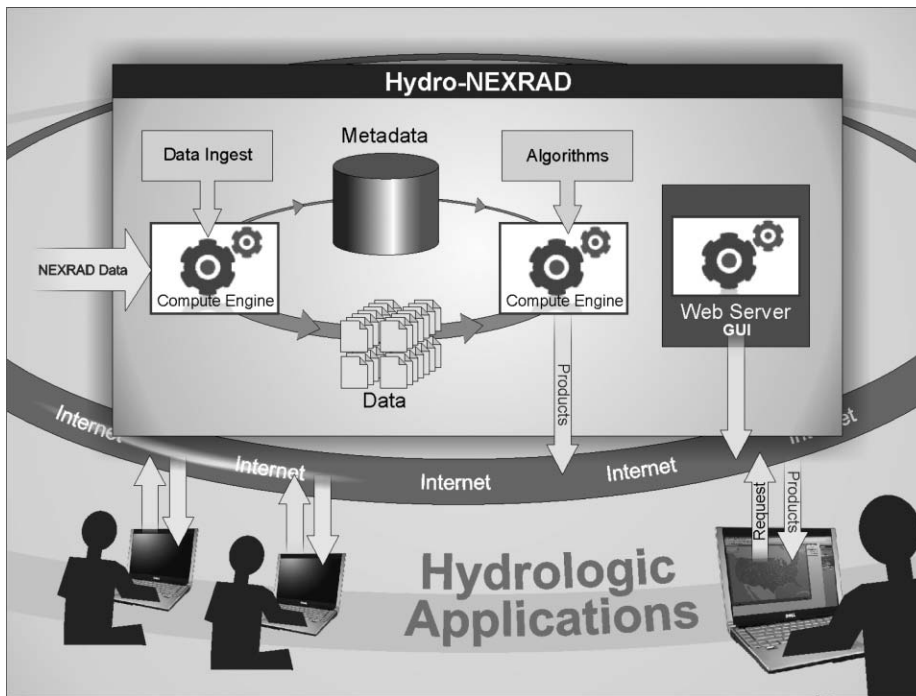 Hydro-NEXRAD
Metadata
Data Ingest
Algorithms
NEXRAD Data
Compute Engine
Compute Engine
Web Server
GUI
Data
Products
Internet
Internet
Internet
Internet
Internet
Request
Products
Hydrologic
Applications